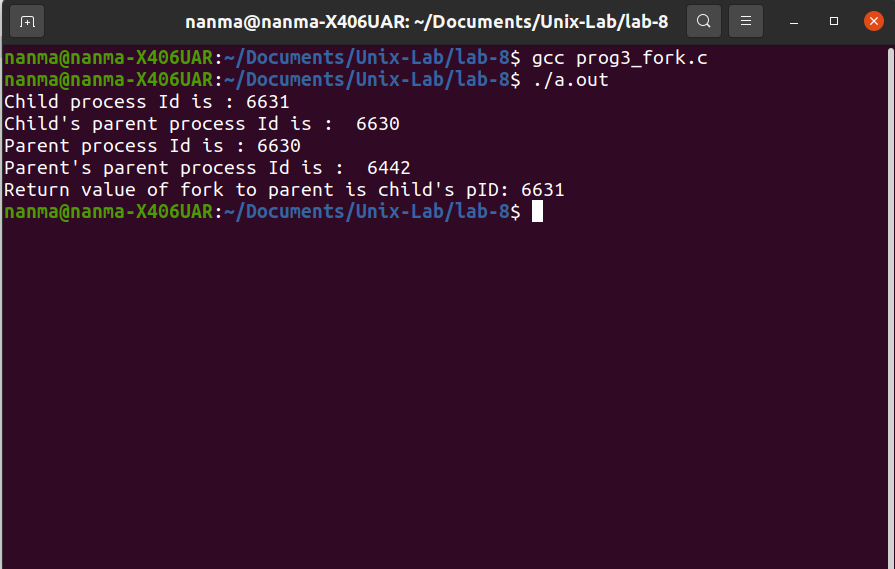 nanma@nanma-X406UAR: ~/Documents/Unix-Lab/lab-8
nanma@nanma-X406UAR:~/Documents/Unix-Lab/lab-8$ gcc prog3_fork.c
nanma@nanma-X406UAR:~/Documents/Unix-Lab/lab-8$ ./a.out
Child process Id is : 6631
Child's parent process Id is :  6630
Parent process Id is : 6630
Parent's parent process Id is :  6442
Return value of fork to parent is child's pID: 6631
nanma@nanma-X406UAR:~/Documents/Unix-Lab/lab-8$